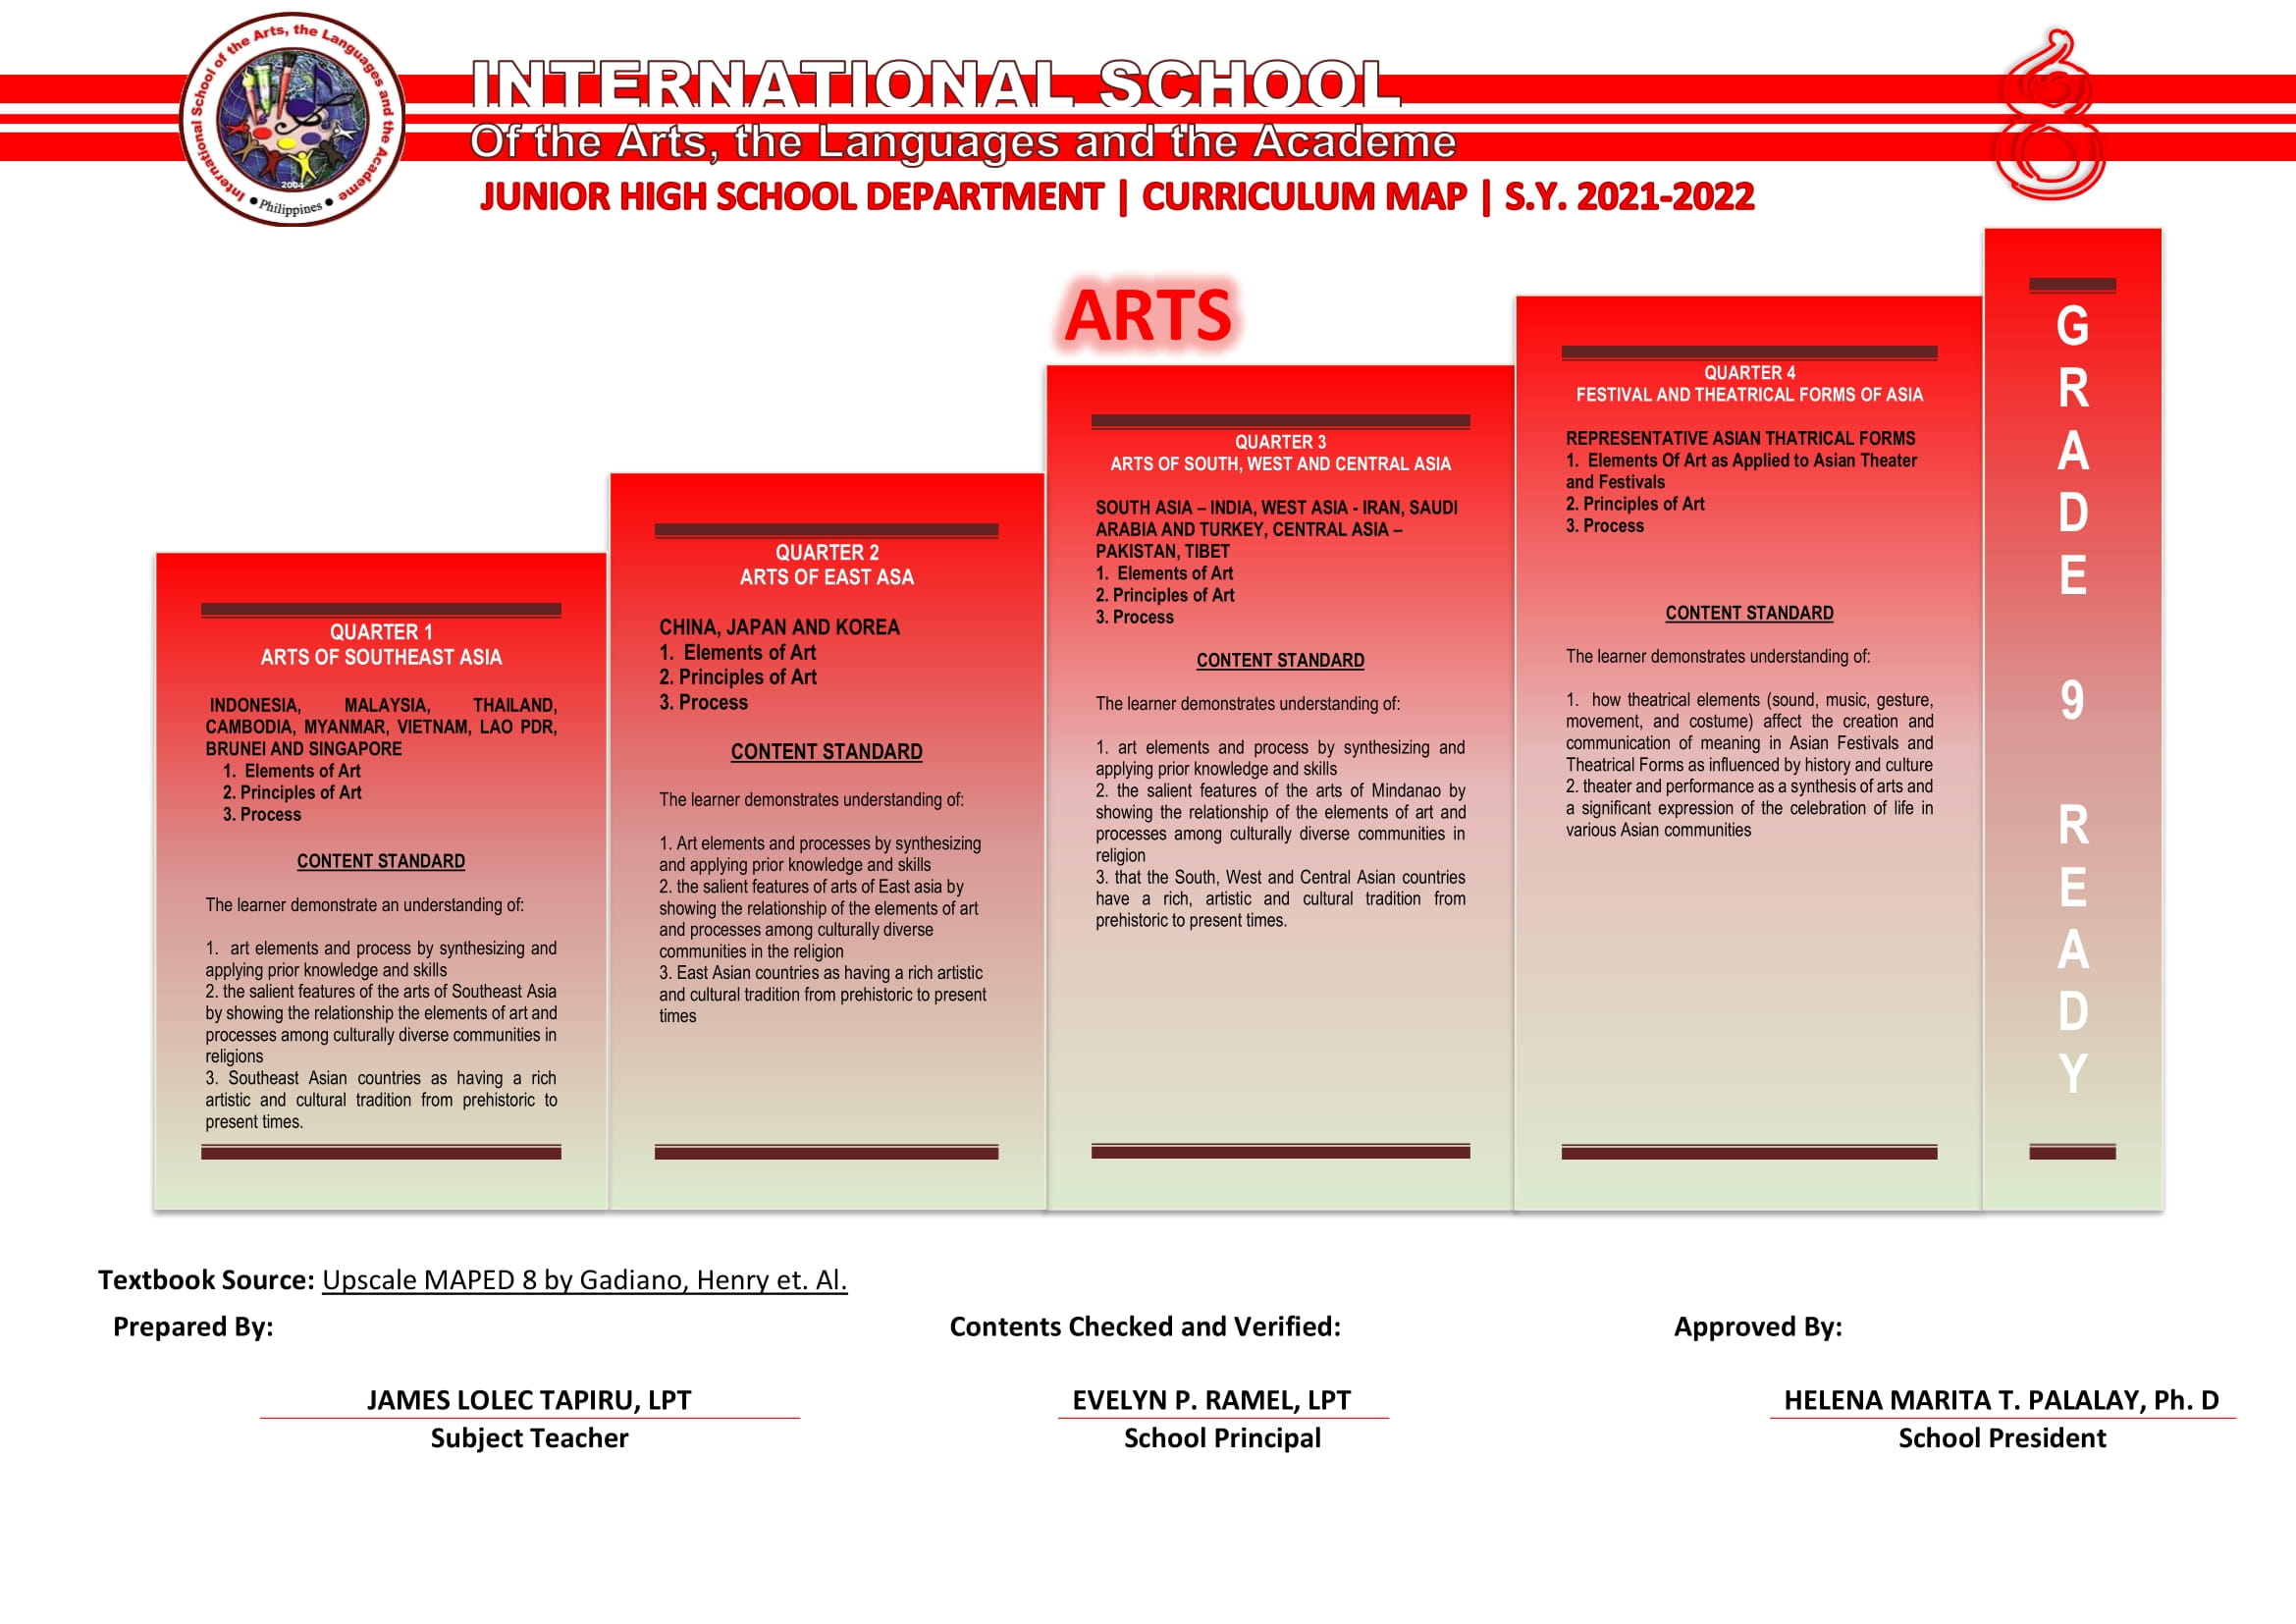 International School of the Arts, the Languages and the Academe
2004
Philippines
INTERNATIONAL SCHOOL
Of the Arts, the Languages and the Academe
JUNIOR HIGH SCHOOL DEPARTMENT | CURRICULUM MAP | S.Y. 2021-2022
8
ARTS
QUARTER 1
ARTS OF SOUTHEAST ASIA
INDONESIA, MALAYSIA, THAILAND,
CAMBODIA, MYANMAR, VIETNAM, LAO PDR,
BRUNEI AND SINGAPORE
1. Elements of Art
2. Principles of Art
3. Process
CONTENT STANDARD
The learner demonstrate an understanding of:
1. art elements and process by synthesizing and
applying prior knowledge and skills
2. the salient features of the arts of Southeast Asia
by showing the relationship the elements of art and
processes among culturally diverse communities in
religions
3. Southeast Asian countries as having a rich
artistic and cultural tradition from prehistoric to
present times.
QUARTER 2
ARTS OF EAST ASA
CHINA, JAPAN AND KOREA
1. Elements of Art
2. Principles of Art
3. Process
CONTENT STANDARD
The learner demonstrates understanding of:
1. Art elements and processes by synthesizing
and applying prior knowledge and skills
2. the salient features of arts of East asia by
showing the relationship of the elements of art
and processes among culturally diverse
communities in the religion
3. East Asian countries as having a rich artistic
and cultural tradition from prehistoric to present
times
QUARTER 3
ARTS OF SOUTH, WEST AND CENTRAL ASIA
SOUTH ASIA – INDIA, WEST ASIA - IRAN, SAUDI
ARABIA AND TURKEY, CENTRAL ASIA –
PAKISTAN, TIBET
1. Elements of Art
2. Principles of Art
3. Process
CONTENT STANDARD
The learner demonstrates understanding of:
1. art elements and process by synthesizing and
applying prior knowledge and skills
2. the salient features of the arts of Mindanao by
showing the relationship of the elements of art and
processes among culturally diverse communities in
religion
3. that the South, West and Central Asian countries
have a rich, artistic and cultural tradition from
prehistoric to present times.
QUARTER 4
FESTIVAL AND THEATRICAL FORMS OF ASIA
REPRESENTATIVE ASIAN THATRICAL FORMS
1. Elements Of Art as Applied to Asian Theater
and Festivals
2. Principles of Art
3. Process
CONTENT STANDARD
The learner demonstrates understanding of:
1. how theatrical elements (sound, music, gesture,
movement, and costume) affect the creation and
communication of meaning in Asian Festivals and
Theatrical Forms as influenced by history and culture
2. theater and performance as a synthesis of arts and
a significant expression of the celebration of life in
various Asian communities
G
R
A
D
E
9
R
E
A
D
Y
Textbook Source: Upscale MAPED 8 by Gadiano, Henry et. Al.
Prepared By:
Contents Checked and Verified:
Approved By:
JAMES LOLEC TAPIRU, LPT
EVELYN P. RAMEL, LPT
HELENA MARITA T. PALALAY, Ph. D
Subject Teacher
School Principal
School President